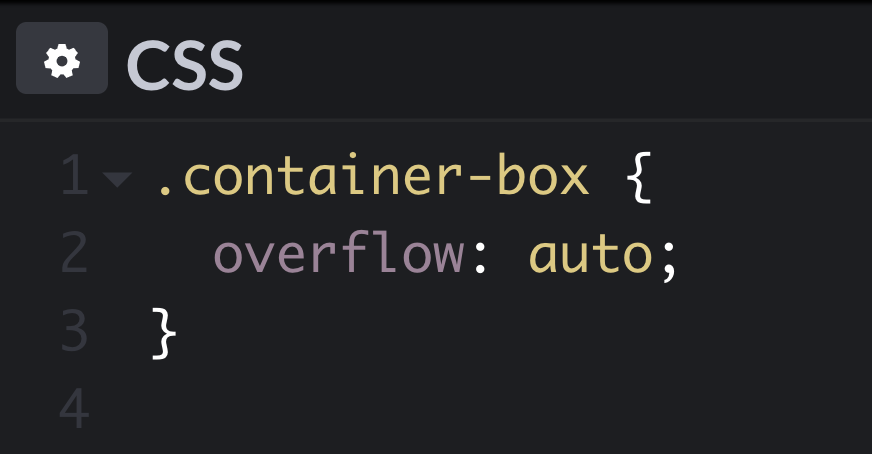 CSS
1 .container-box {
2   overflow: auto;
3 }
4